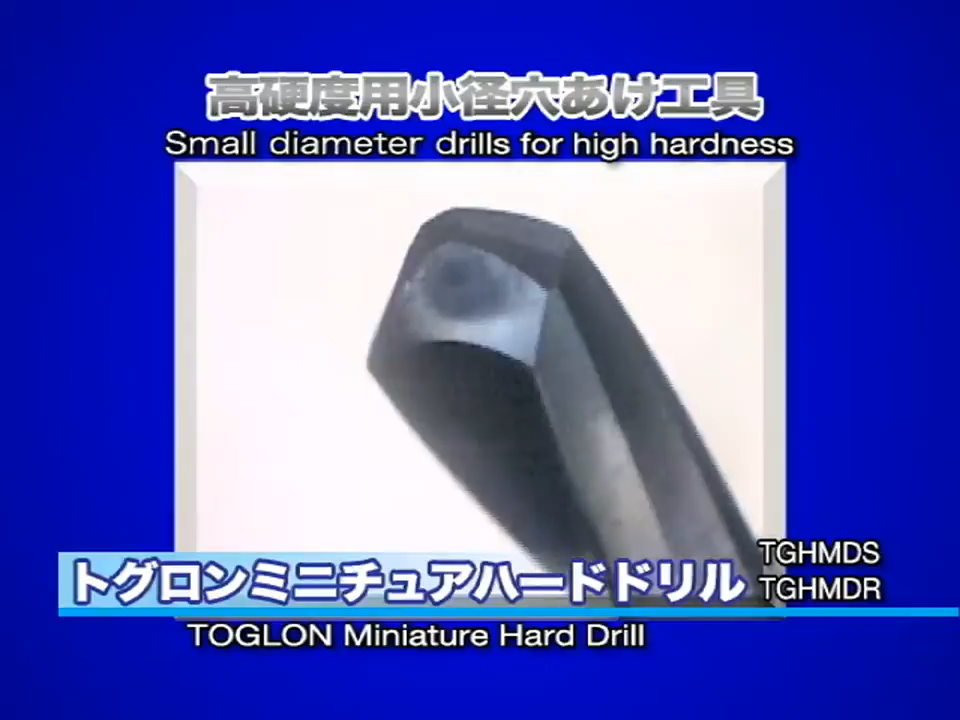 高硬度用小径穴あけ工具
Small diameter drills for high hardness
トグロンミニチュアハードドリル
TGHMDS
TGHMDR
TOGLON Miniature Hard Drill